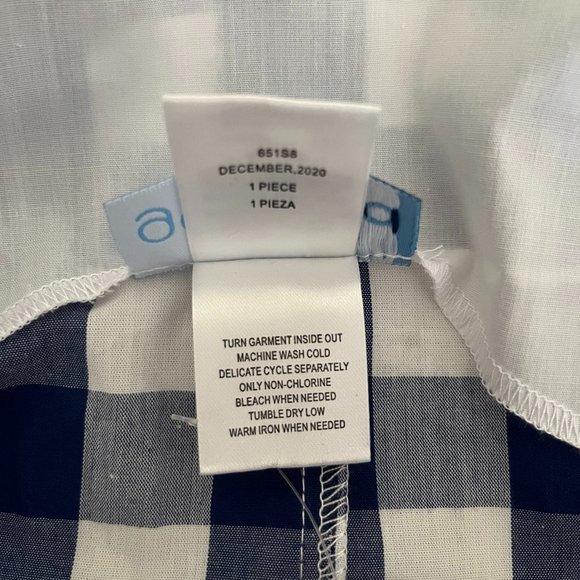 651S8
DECEMBER,2020
1 PIECE
1 PIEZA
TURN GARMENT INSIDE OUT
MACHINE WASH COLD
DELICATE CYCLE SEPARATELY
ONLY NON-CHLORINE
BLEACH WHEN NEEDED
TUMBLE DRY LOW
WARM IRON WHEN NEEDED